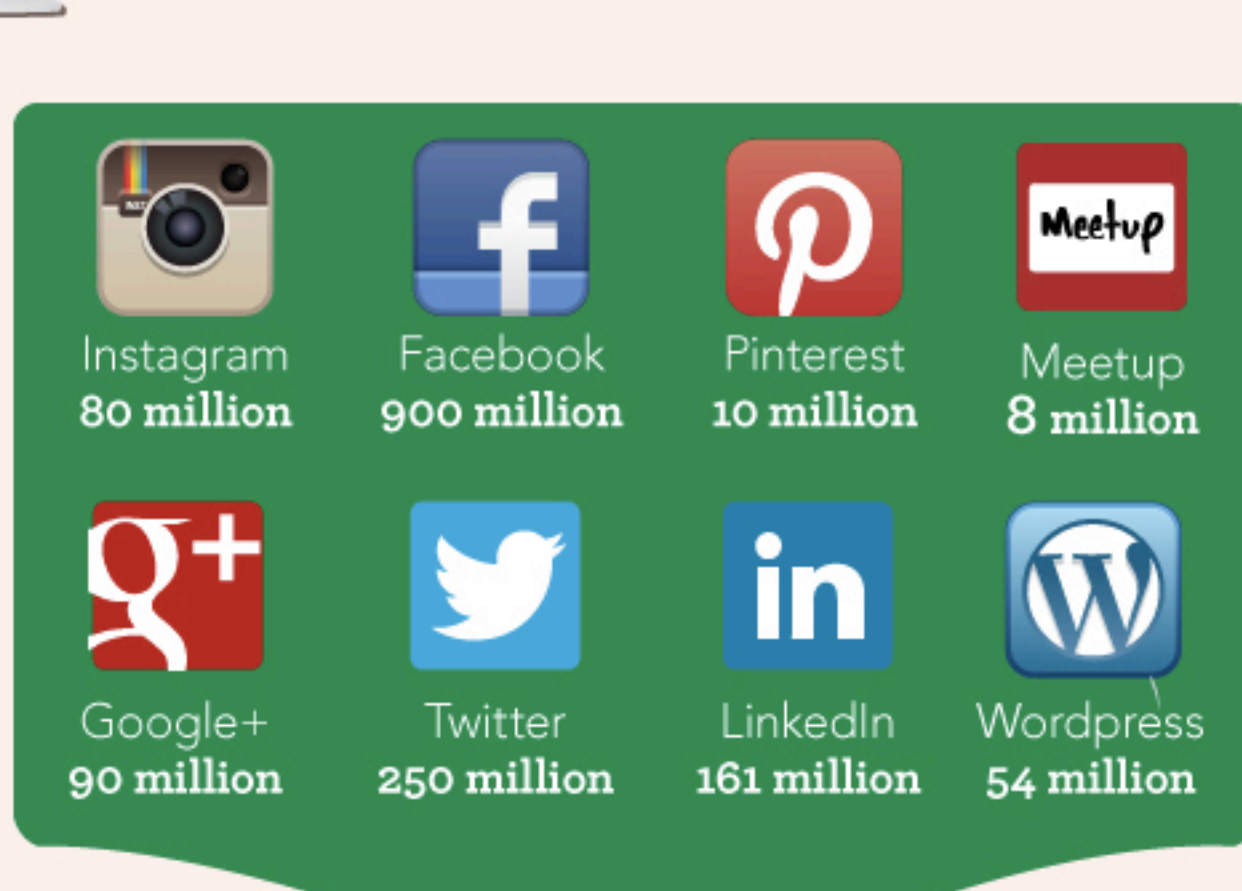 Meetup
Instagram
80 million
Facebook
900 million
Pinterest
10 million
Meetup
8 million
g+
in
Google+
90 million
Twitter
250 million
LinkedIn
161 million
Wordpress
54 million